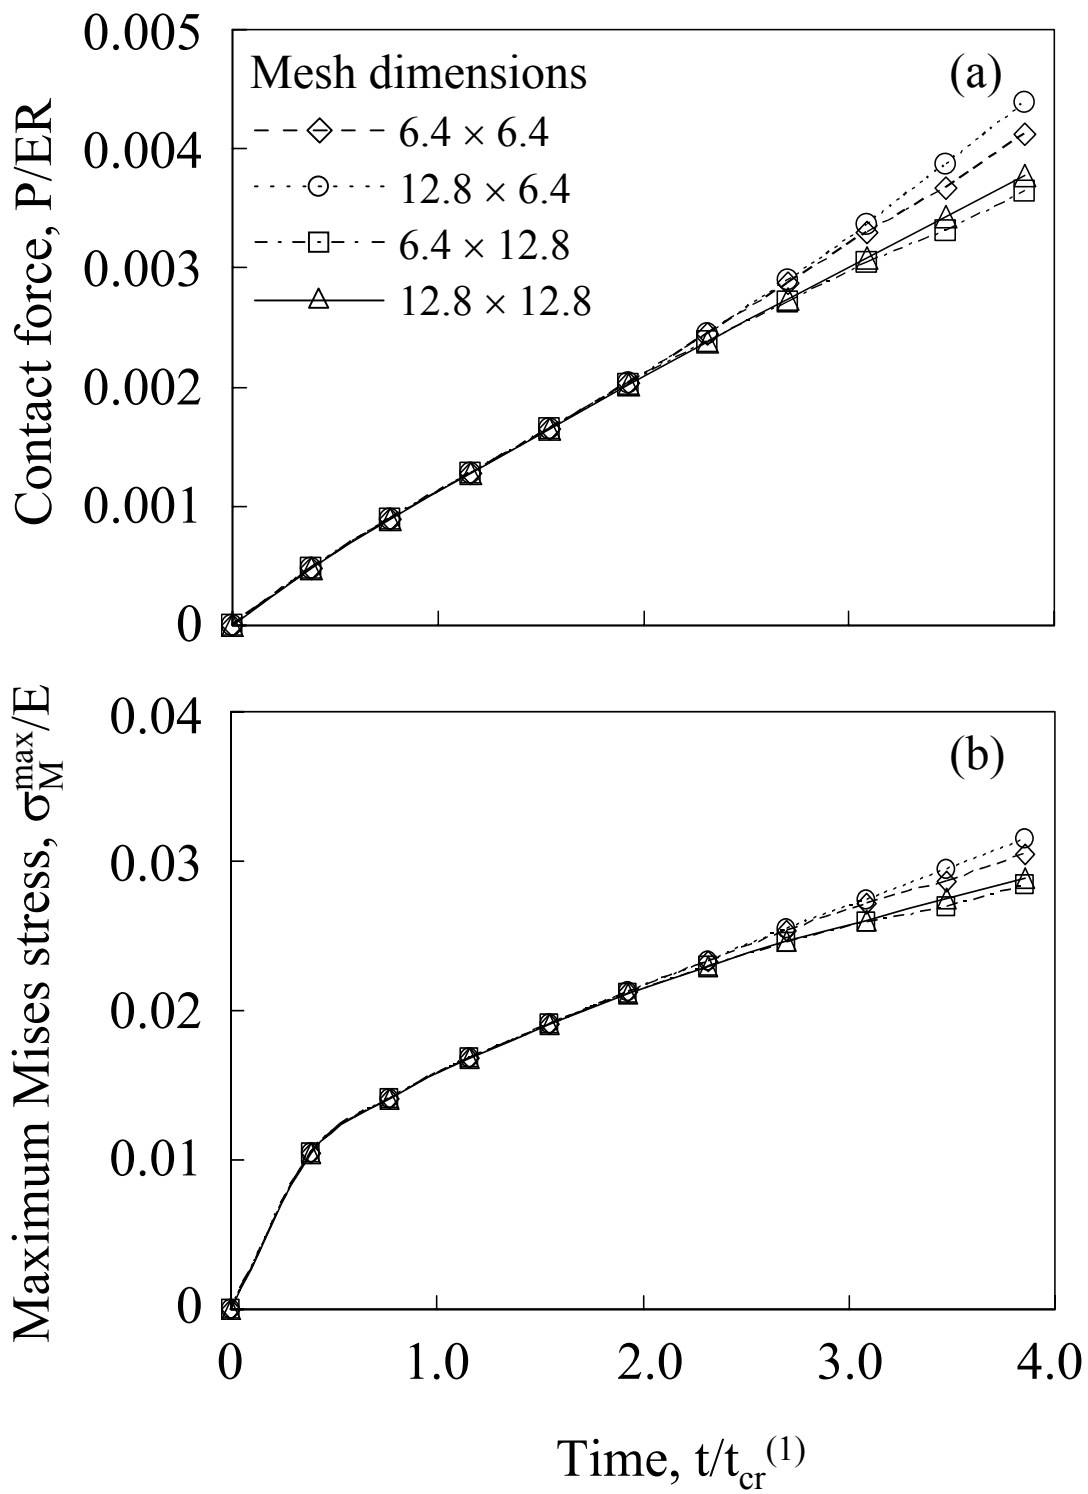 0.005
0.004
0.003
0.002
0.001
0
Contact force, P/ER
Mesh dimensions
6.4 × 6.4
12.8 × 6.4
6.4 × 12.8
12.8 × 12.8
(a)
0.04
0.03
0.02
0.01
0
Maximum Mises stress, σ_M^max/E
(b)
0 1.0 2.0 3.0 4.0
Time, t/t_cr^(1)